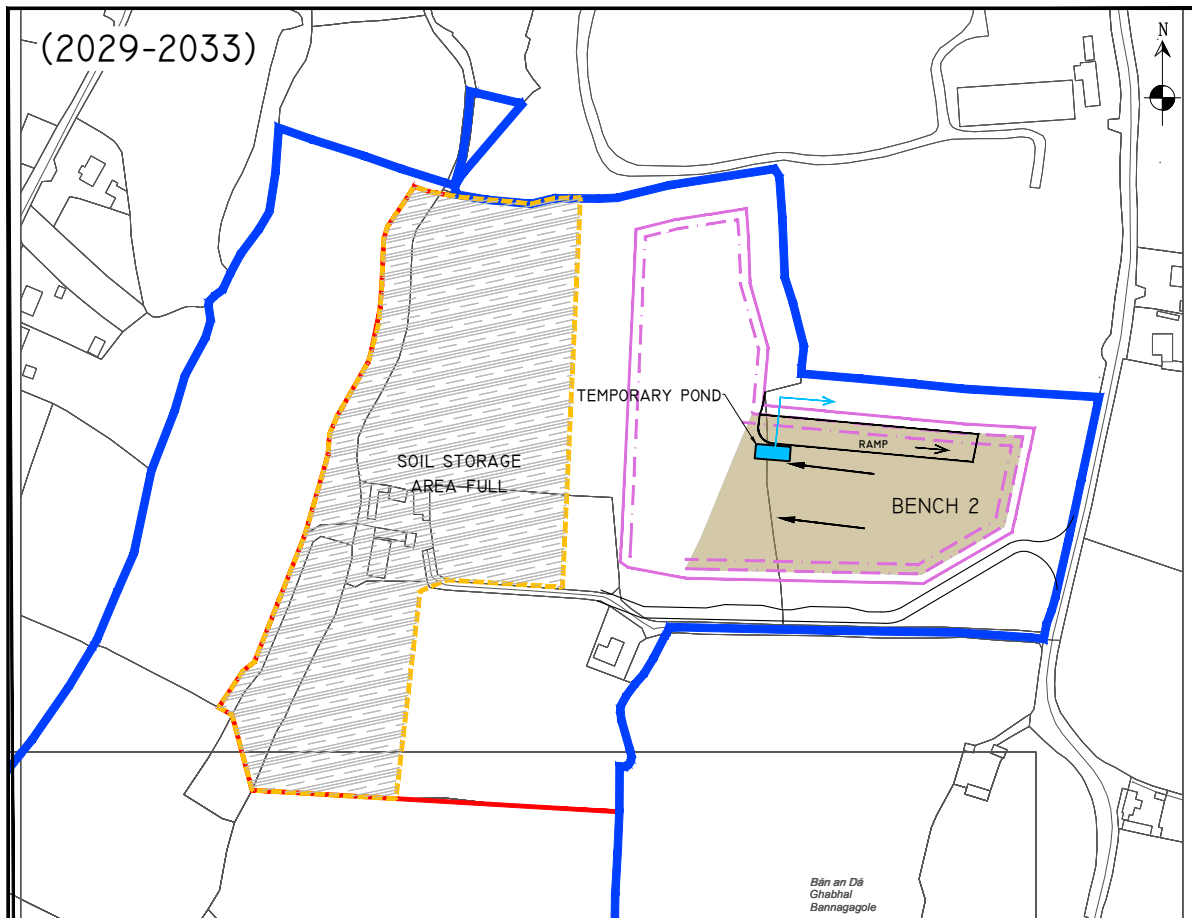 (2029-2033)
N
TEMPORARY POND
RAMP
SOIL STORAGE
AREA FULL
BENCH 2
Bán an Dá
Ghabhal
Bannagagole